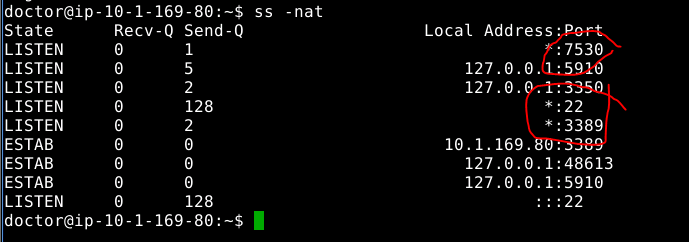 doctor@ip-10-1-169-80:~$ ss -nat
State Recv-Q Send-Q Local Address:Port
LISTEN 0 1 *:7530
LISTEN 0 5 127.0.0.1:5910
LISTEN 0 2 127.0.0.1:3350
LISTEN 0 128 *:22
LISTEN 0 2 *:3389
ESTAB 0 0 10.1.169.80:3389
ESTAB 0 0 127.0.0.1:48613
ESTAB 0 0 127.0.0.1:5910
LISTEN 0 128 :::22
doctor@ip-10-1-169-80:~$